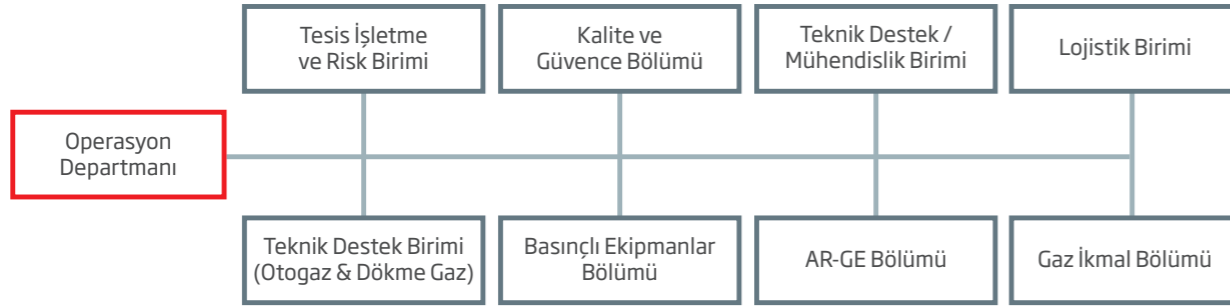 Tesis İşletme
ve Risk Birimi
Kalite ve
Güvence Bölümü
Teknik Destek /
Mühendislik Birimi
Lojistik Birimi
Operasyon
Departmanı
Teknik Destek Birimi
(Otogaz & Dökme Gaz)
Basınçlı Ekipmanlar
Bölümü
AR-GE Bölümü
Gaz İkmal Bölümü